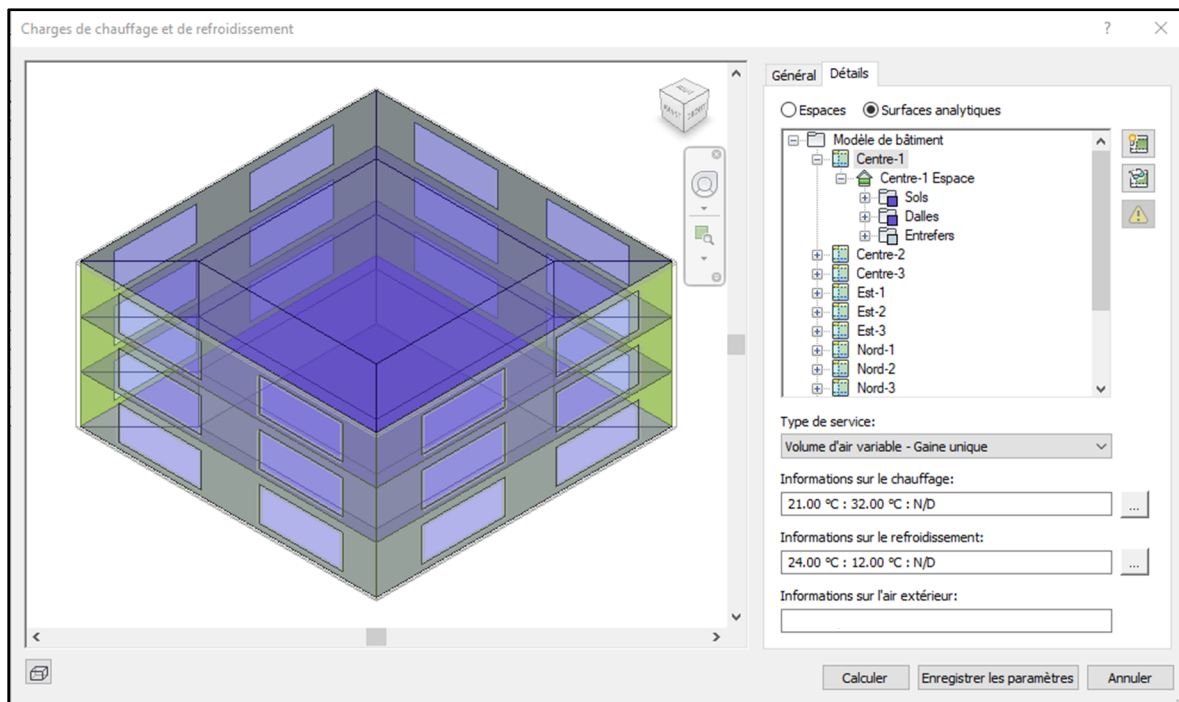 Charges de chauffage et de refroidissement
?
Général
Détails
Espaces
Surfaces analytiques
Modèle de bâtiment
Centre-1
Centre-1 Espace
Sols
Dalles
Entrefers
Centre-2
Centre-3
Est-1
Est-2
Est-3
Nord-1
Nord-2
Nord-3
Type de service:
Volume d'air variable - Gaine unique
Informations sur le chauffage:
21.00 °C : 32.00 °C : N/D
...
Informations sur le refroidissement:
24.00 °C : 12.00 °C : N/D
...
Informations sur l'air extérieur:
Calculer
Enregistrer les paramètres
Annuler